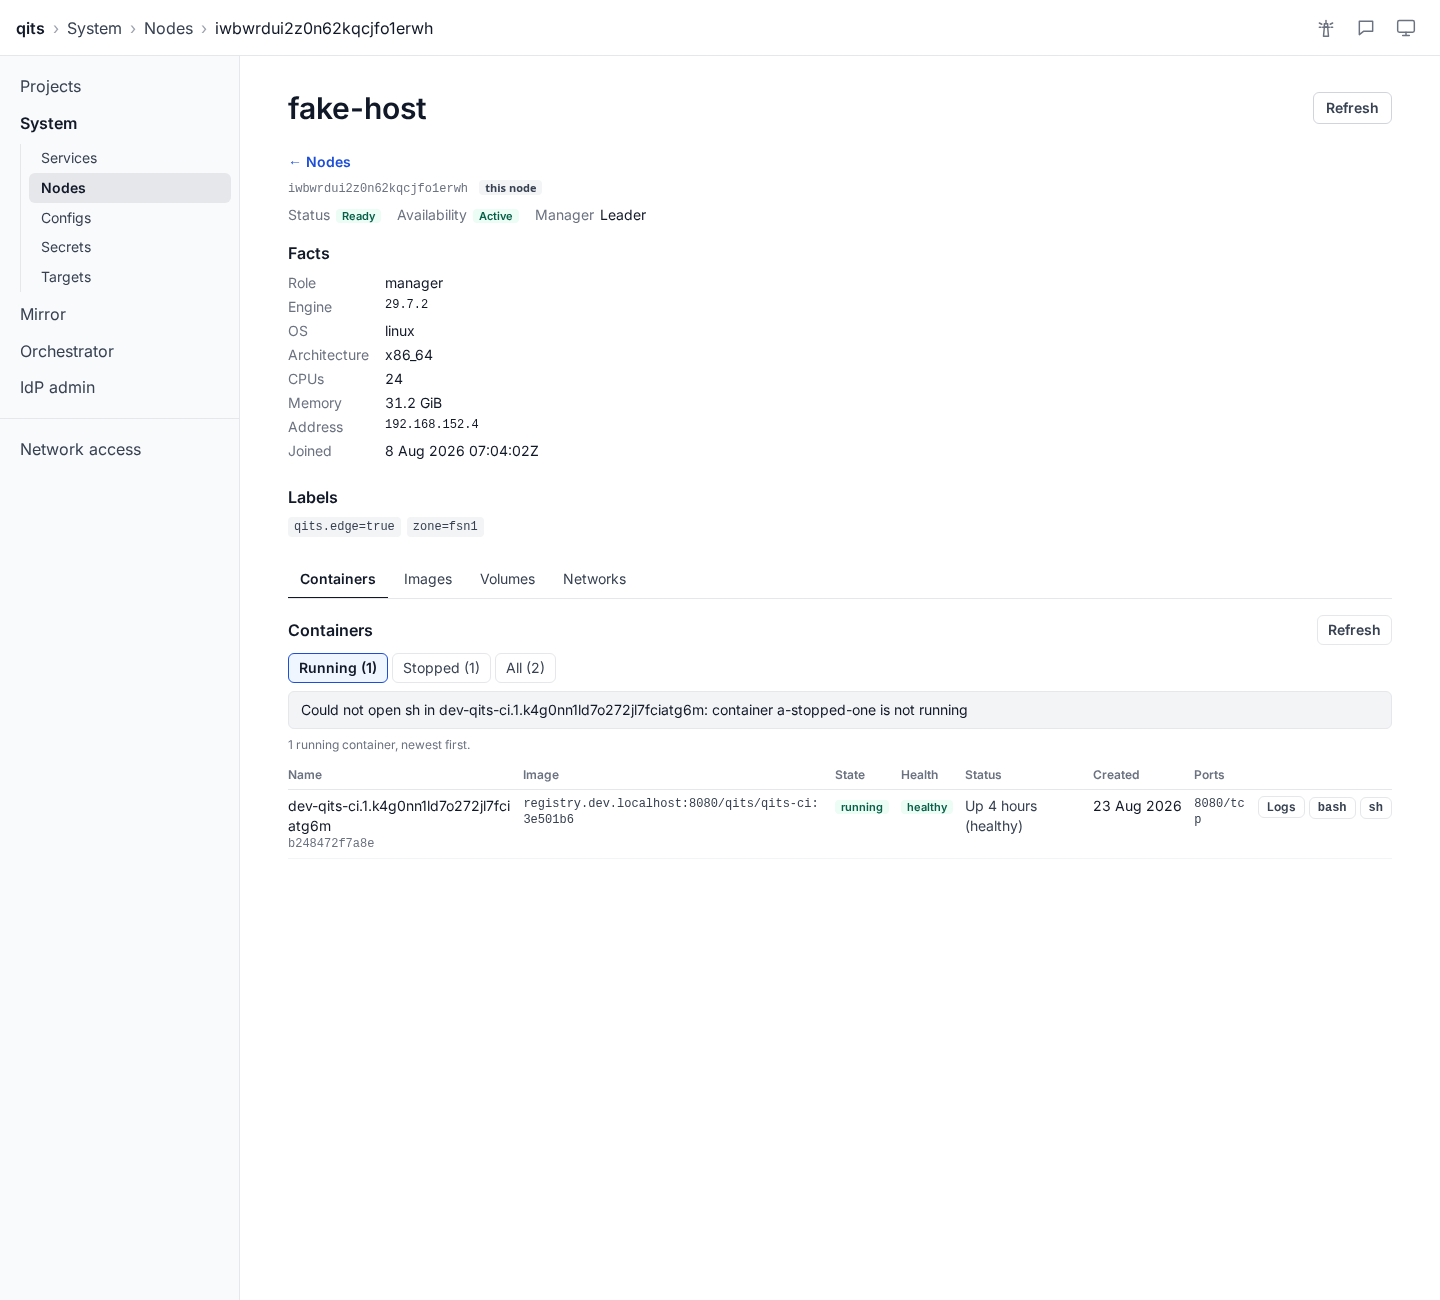 qits › System › Nodes › iwbwrdui2z0n62kqcjfo1erwh
Projects
System
Services
Nodes
Configs
Secrets
Targets
Mirror
Orchestrator
IdP admin
Network access
fake-host
Refresh
← Nodes
iwbwrdui2z0n62kqcjfo1erwh this node
Status Ready Availability Active Manager Leader
Facts
Role manager
Engine 29.7.2
OS linux
Architecture x86_64
CPUs 24
Memory 31.2 GiB
Address 192.168.152.4
Joined 8 Aug 2026 07:04:02Z
Labels
qits.edge=true zone=fsn1
Containers Images Volumes Networks
Containers
Refresh
Running (1) Stopped (1) All (2)
Could not open sh in dev-qits-ci.1.k4g0nn1ld7o272jl7fciatg6m: container a-stopped-one is not running
1 running container, newest first.
Name Image State Health Status Created Ports
dev-qits-ci.1.k4g0nn1ld7o272jl7fci
atg6m
b248472f7a8e
registry.dev.localhost:8080/qits/qits-ci:
3e501b6
running
healthy
Up 4 hours
(healthy)
23 Aug 2026
8080/tc
p
Logs bash sh